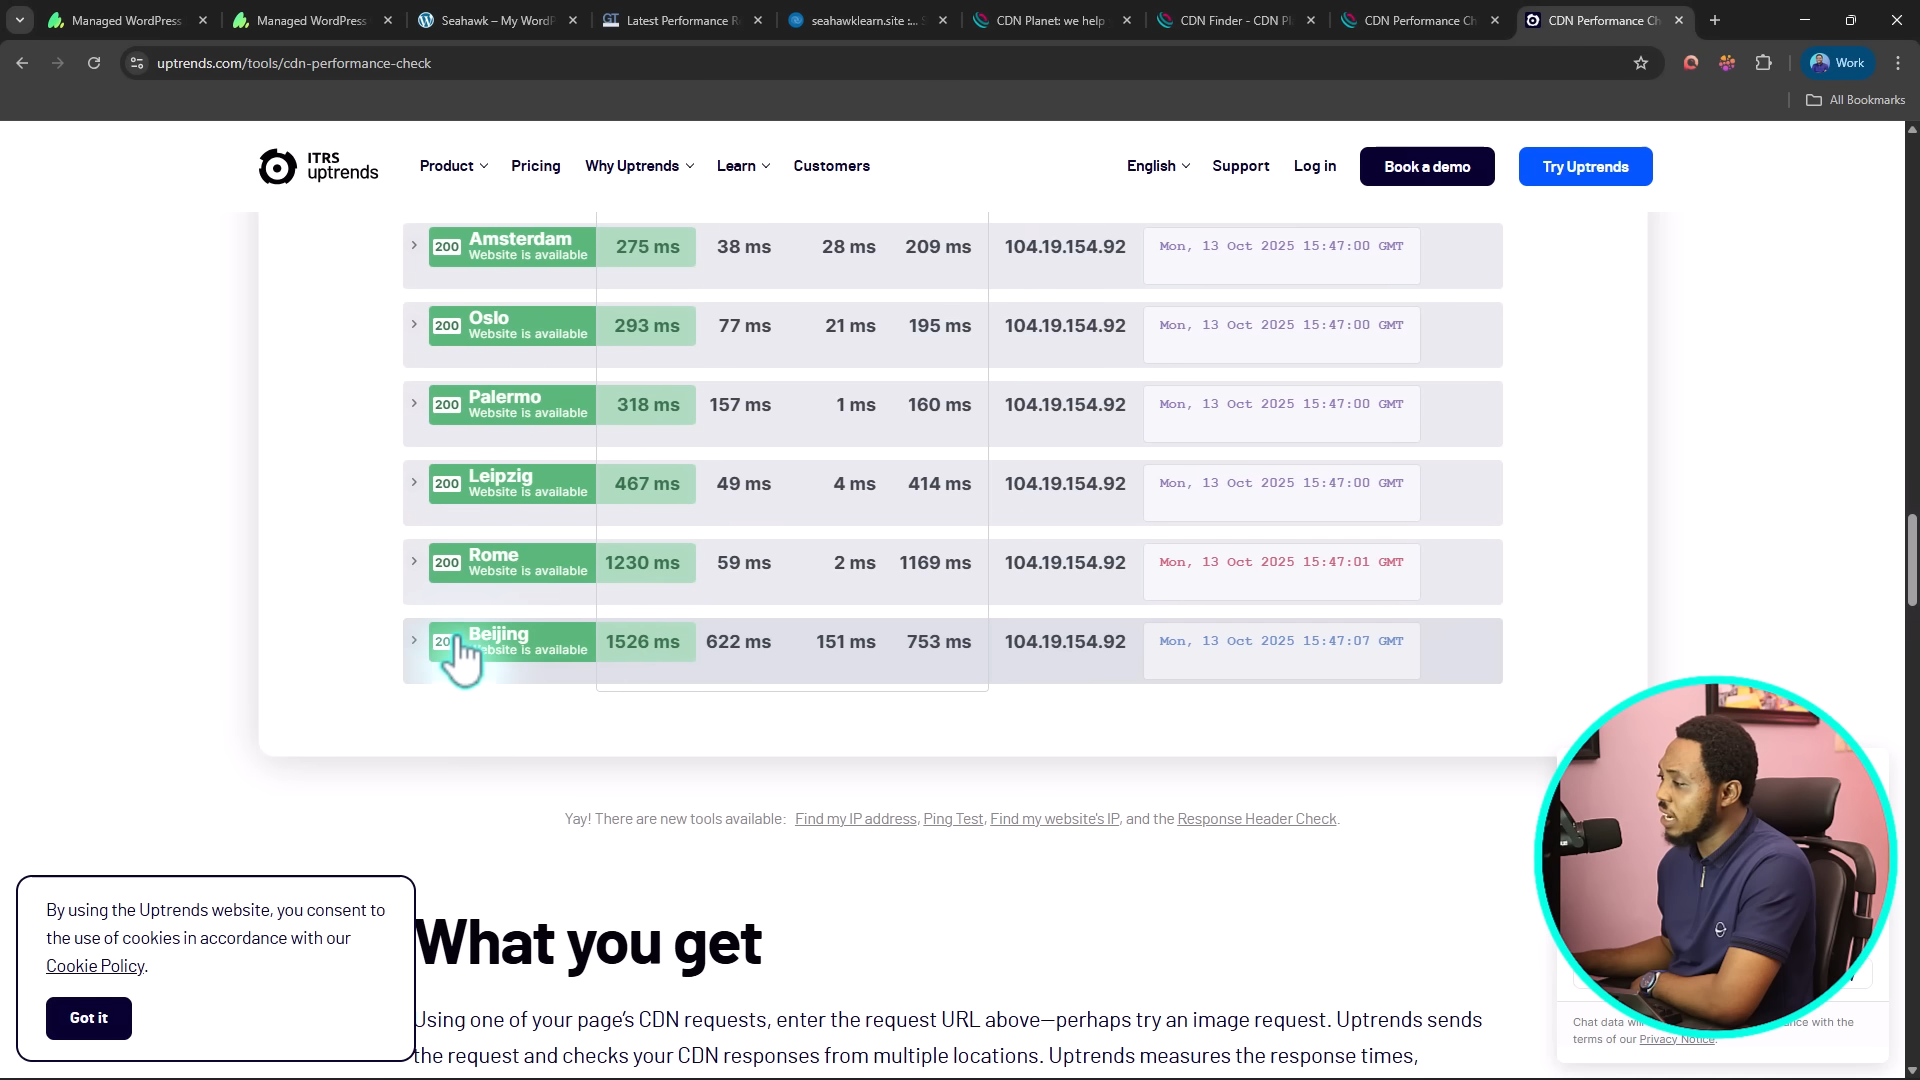 Managed WordPress
Managed WordPress
Seahawk – My WordP
Latest Performance R
seahawklearn.site :...
CDN Planet: we help
CDN Finder - CDN Pl
CDN Performance Ch
CDN Performance Ch
uptrends.com/tools/cdn-performance-check
Work
All Bookmarks
ITRS
uptrends
Product
Pricing
Why Uptrends
Learn
Customers
English
Support
Log in
Book a demo
Try Uptrends
200 Amsterdam 275 ms 38 ms 28 ms 209 ms 104.19.154.92 Mon, 13 Oct 2025 15:47:00 GMT
Website is available
200 Oslo 293 ms 77 ms 21 ms 195 ms 104.19.154.92 Mon, 13 Oct 2025 15:47:00 GMT
Website is available
200 Palermo 318 ms 157 ms 1 ms 160 ms 104.19.154.92 Mon, 13 Oct 2025 15:47:00 GMT
Website is available
200 Leipzig 467 ms 49 ms 4 ms 414 ms 104.19.154.92 Mon, 13 Oct 2025 15:47:00 GMT
Website is available
200 Rome 1230 ms 59 ms 2 ms 1169 ms 104.19.154.92 Mon, 13 Oct 2025 15:47:01 GMT
Website is available
20 Beijing 1526 ms 622 ms 151 ms 753 ms 104.19.154.92 Mon, 13 Oct 2025 15:47:07 GMT
ebsite is available
Yay! There are new tools available: Find my IP address, Ping Test, Find my website's IP, and the Response Header Check.
What you get
Using one of your page's CDN requests, enter the request URL above—perhaps try an image request. Uptrends sends
the request and checks your CDN responses from multiple locations. Uptrends measures the response times,
By using the Uptrends website, you consent to
the use of cookies in accordance with our
Cookie Policy.
Got it
Chat data ance with the
terms of our Privacy Notice.